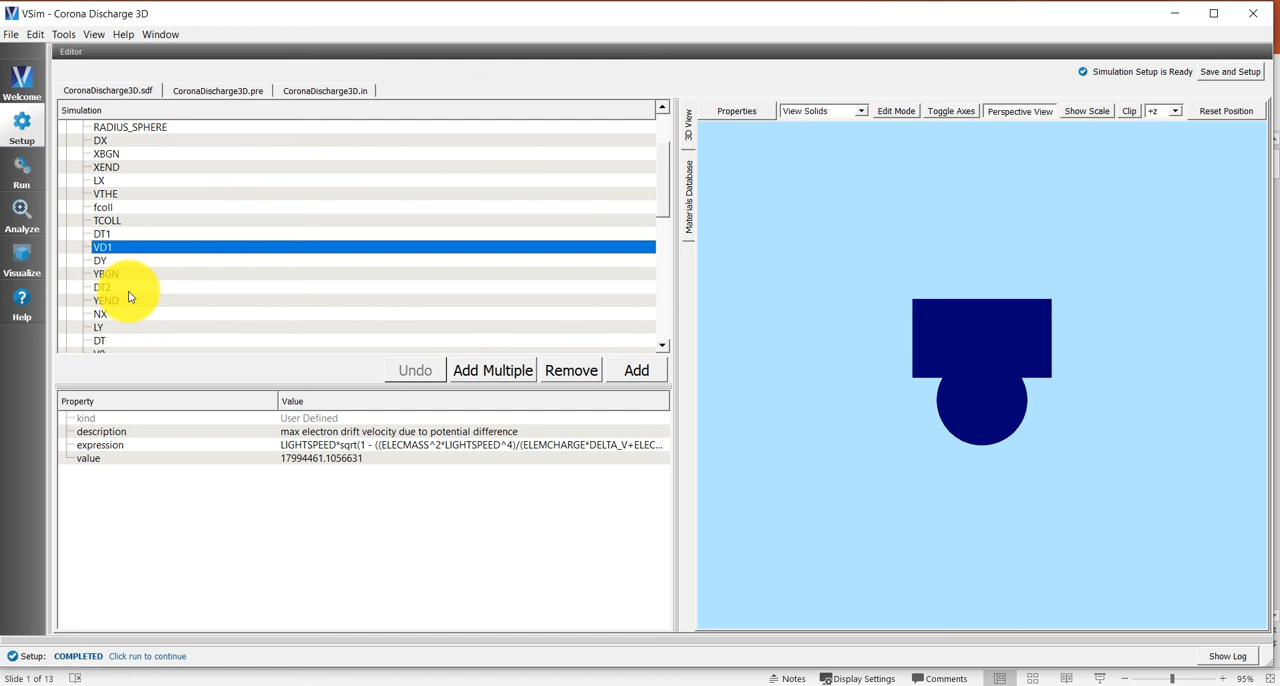 VSim - Corona Discharge 3D
File Edit Tools View Help Window
Editor
Simulation Setup is Ready Save and Setup
CoronaDischarge3D.sdf CoronaDischarge3D.pre CoronaDischarge3D.in
Simulation
RADIUS_SPHERE
DX
XBGN
XEND
LX
VTHE
fcoll
TCOLL
DT1
VD1
DY
YBGN
DT2
YEND
NX
LY
DT
Undo Add Multiple Remove Add
Property Value
kind User Defined
description max electron drift velocity due to potential difference
expression LIGHTSPEED*sqrt(1 - ((ELECMASS^2*LIGHTSPEED^4)/(ELEMCHARGE*DELTA_V+ELEC...
value 17994461.1056631
Welcome
Setup
Run
Analyze
Visualize
Help
3D View
Materials Database
Properties View Solids Edit Mode Toggle Axes Perspective View Show Scale Clip +z Reset Position
Setup: COMPLETED Click run to continue
Show Log
Slide 1 of 13 Notes Display Settings Comments 95%